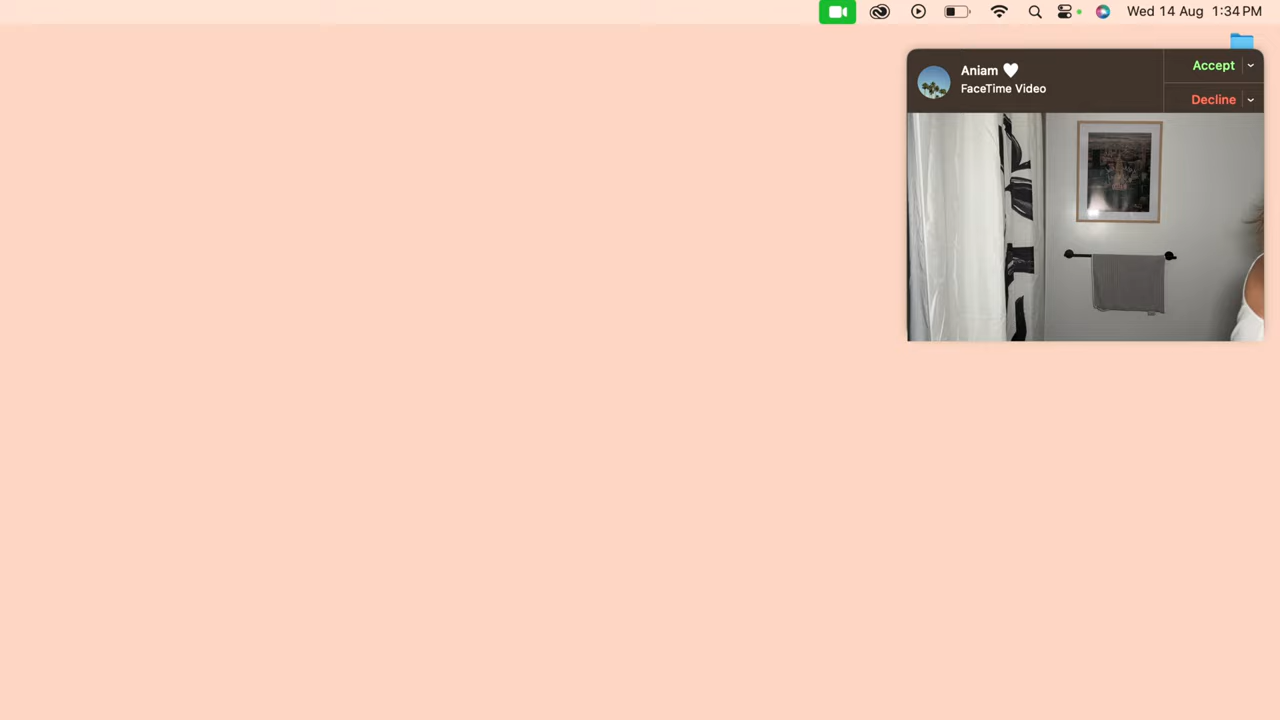 Wed 14 Aug 1:34 PM
Aniam 🤍
FaceTime Video
Accept
Decline